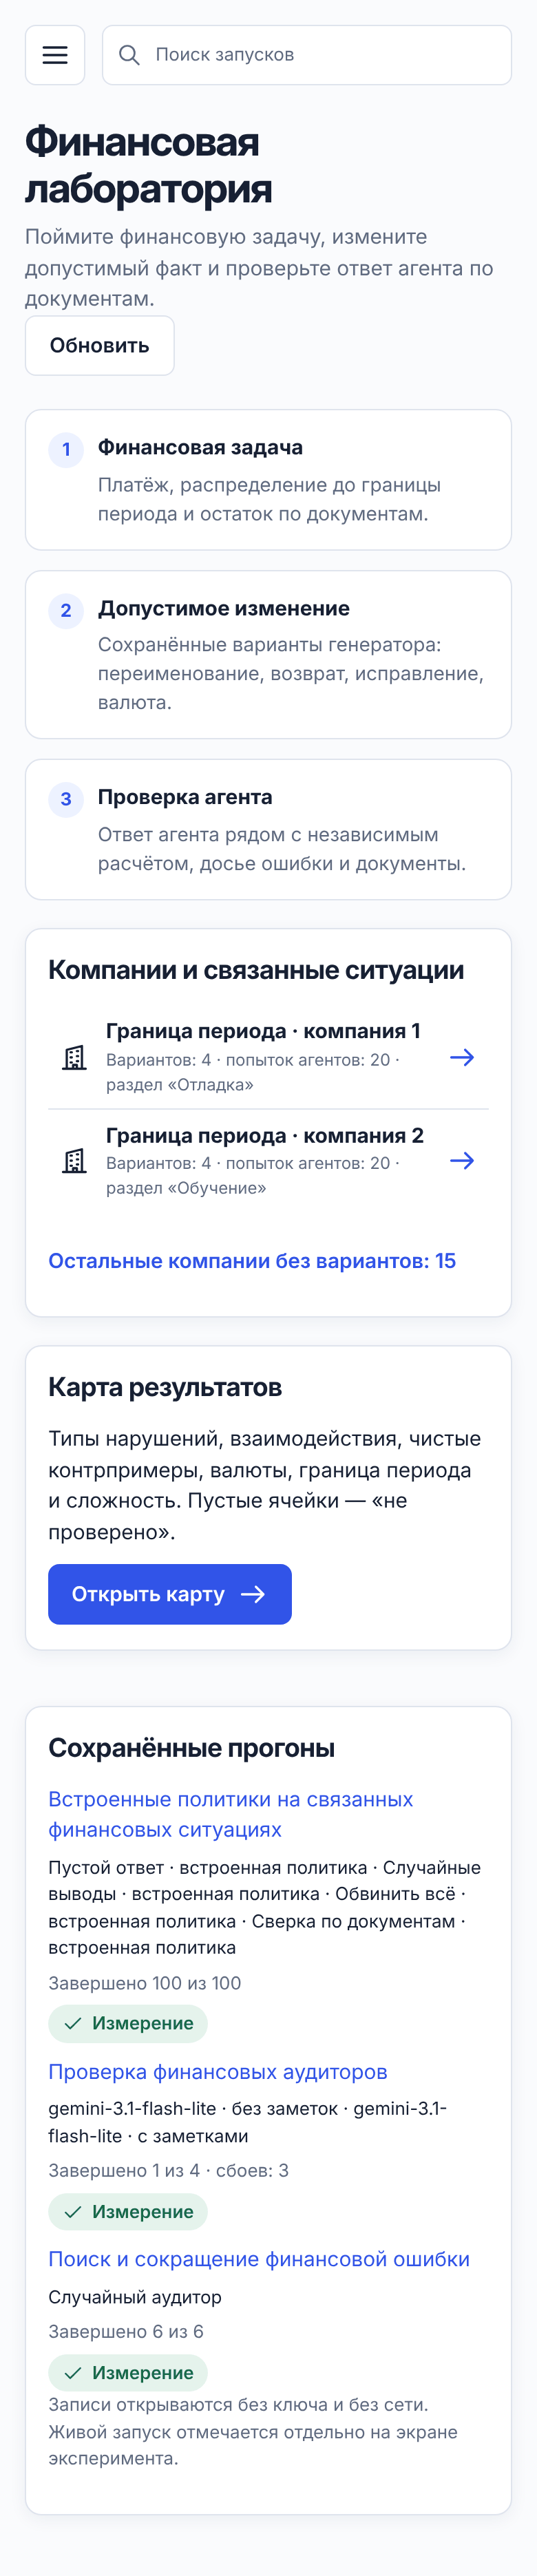 Поиск запусков
Финансовая
лаборатория
Поймите финансовую задачу, измените
допустимый факт и проверьте ответ агента по
документам.
Обновить
1
Финансовая задача
Платёж, распределение до границы
периода и остаток по документам.
2
Допустимое изменение
Сохранённые варианты генератора:
переименование, возврат, исправление,
валюта.
3
Проверка агента
Ответ агента рядом с независимым
расчётом, досье ошибки и документы.
Компании и связанные ситуации
Граница периода · компания 1
Вариантов: 4 · попыток агентов: 20 ·
раздел «Отладка»
Граница периода · компания 2
Вариантов: 4 · попыток агентов: 20 ·
раздел «Обучение»
Остальные компании без вариантов: 15
Карта результатов
Типы нарушений, взаимодействия, чистые
контрпримеры, валюты, граница периода
и сложность. Пустые ячейки — «не
проверено».
Открыть карту
Сохранённые прогоны
Встроенные политики на связанных
финансовых ситуациях
Пустой ответ · встроенная политика · Случайные
выводы · встроенная политика · Обвинить всё ·
встроенная политика · Сверка по документам ·
встроенная политика
Завершено 100 из 100
Измерение
Проверка финансовых аудиторов
gemini-3.1-flash-lite · без заметок · gemini-3.1-
flash-lite · с заметками
Завершено 1 из 4 · сбоев: 3
Измерение
Поиск и сокращение финансовой ошибки
Случайный аудитор
Завершено 6 из 6
Измерение
Записи открываются без ключа и без сети.
Живой запуск отмечается отдельно на экране
эксперимента.